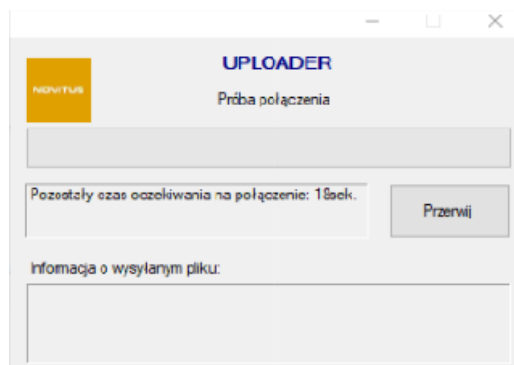 UPLOADER
NOVITUS
Próba połączenia
Pozostały czas oczekiwania na połączenie: 18sek.
Przerwij
Informacja o wysyłanym pliku: